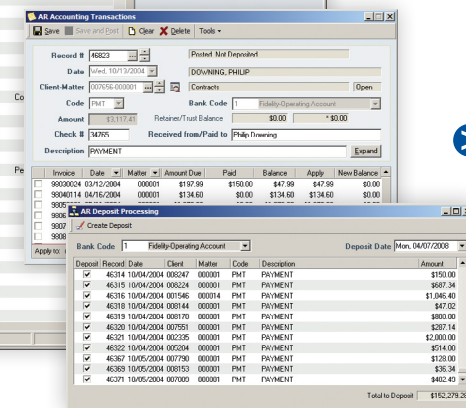 AR Accounting Transactions
Save Save and Post Clear Delete Tools
Record # 46823 ... Posted Not Deposited
Date Wed, 10/13/2004 DOWNING, PHILIP
Client-Matter 007656-000001 ... Contracts Open
Code PMT Bank Code 1 Fidelity-Operating Account
Amount $3,117.41 Retainer/Trust Balance $0.00 * $0.00
Check # 34765 Received from/Paid to Philip Downing
Description PAYMENT Expand
Invoice Date Matter Amount Due Paid Balance Apply New Balance
98030024 03/12/2004 000001 $197.99 $150.00 $47.99 $47.99 $0.00
98040114 04/16/2004 000001 $134.60 $0.00 $134.60 $134.60 $0.00
9805
9806
9807
9808
Apply to:
Co
Pe
AR Deposit Processing
Create Deposit
Bank Code 1 Fidelity-Operating Account Deposit Date Mon, 04/07/2008
Deposit Record Date Client Matter Code Description Amount
46314 10/04/2004 008247 000001 PMT PAYMENT $150.00
46315 10/04/2004 008224 000001 PMT PAYMENT $687.34
46316 10/04/2004 001546 000014 PMT PAYMENT $1,046.40
46318 10/04/2004 008144 000001 PMT PAYMENT $47.02
46319 10/04/2004 008170 000001 PMT PAYMENT $800.00
46320 10/04/2004 007551 000001 PMT PAYMENT $287.14
46321 10/04/2004 002335 000001 PMT PAYMENT $2,000.00
46322 10/04/2004 005204 000001 PMT PAYMENT $514.00
46367 10/05/2004 007790 000001 PMT PAYMENT $128.00
46369 10/05/2004 008153 000001 PMT PAYMENT $36.34
46371 10/05/2004 007009 000001 PMT PAYMENT $402.49
Total to Deposit $152,279.28